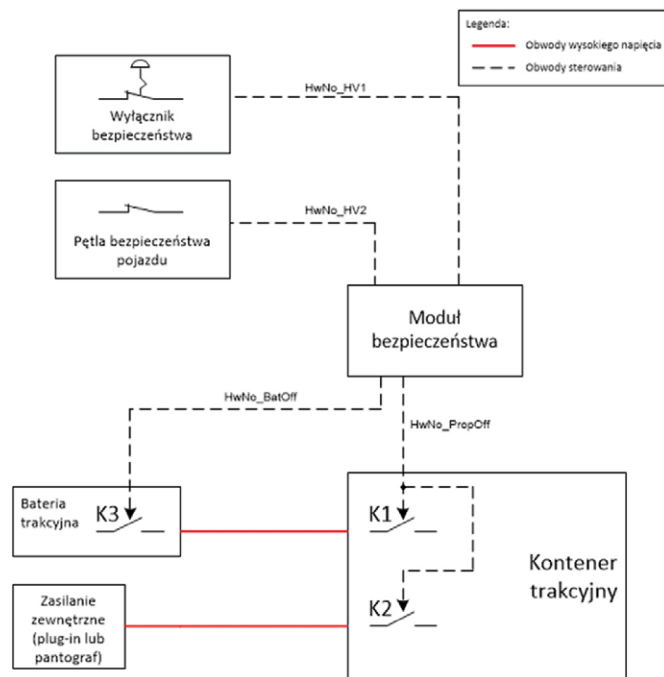 Legenda:
Obwody wysokiego napięcia
Obwody sterowania
HwNo_HV1
Wyłącznik
bezpieczeństwa
HwNo_HV2
Pętla bezpieczeństwa
pojazdu
Moduł
bezpieczeństwa
HwNo_BatOff
HwNo_PropOff
Bateria
trakcyjna
K3
K1
Kontener
trakcyjny
Zasilanie
zewnętrzne
(plug-in lub
pantograf)
K2